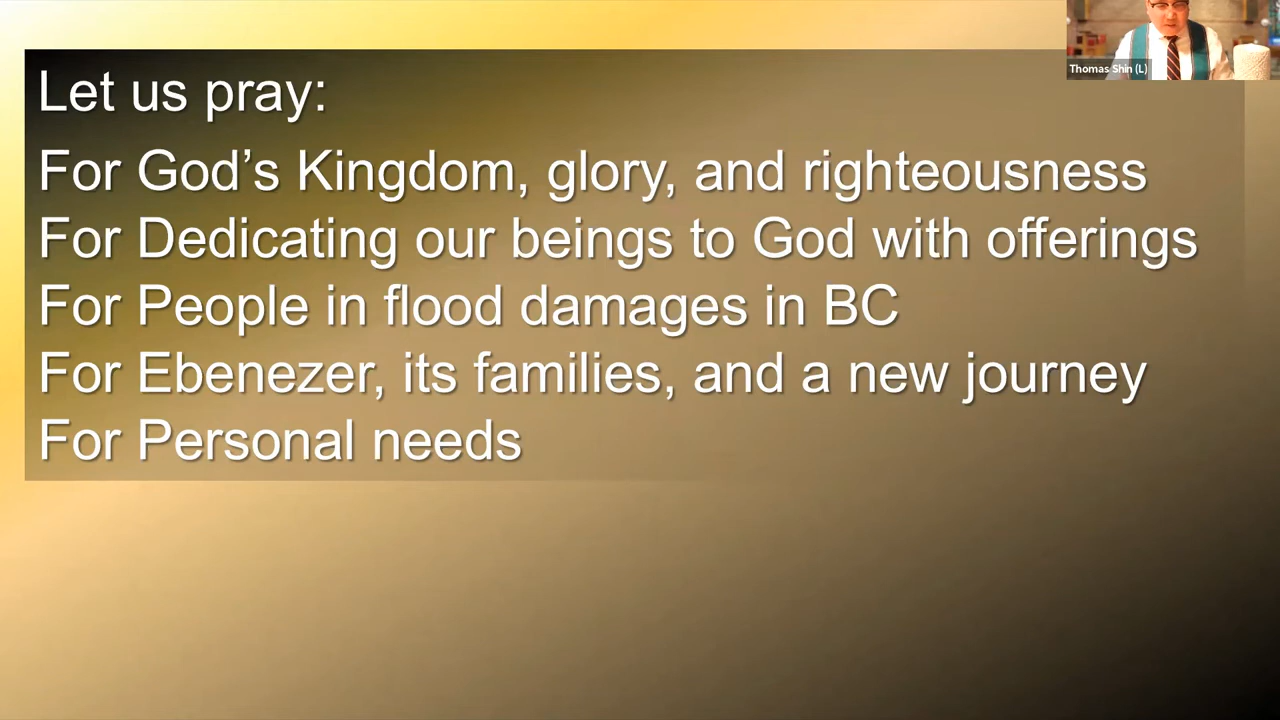 Thomas Shin (L)
Let us pray:
For God’s Kingdom, glory, and righteousness
For Dedicating our beings to God with offerings
For People in flood damages in BC
For Ebenezer, its families, and a new journey
For Personal needs